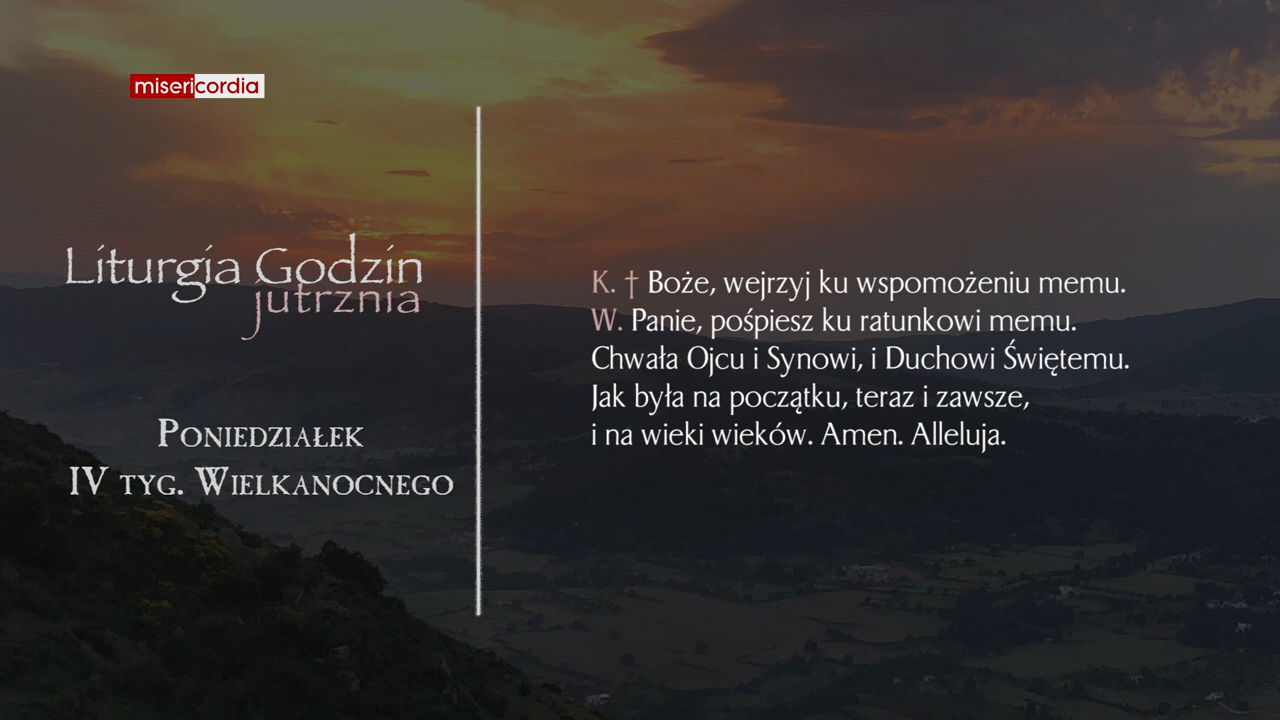 misericordia
Liturgia Godzin
jutrznia
Poniedziałek
IV tyg. Wielkanocnego
K. † Boże, wejrzyj ku wspomożeniu memu.
W. Panie, pośpiesz ku ratunkowi memu.
Chwała Ojcu i Synowi, i Duchowi Świętemu.
Jak była na początku, teraz i zawsze,
i na wieki wieków. Amen. Alleluja.